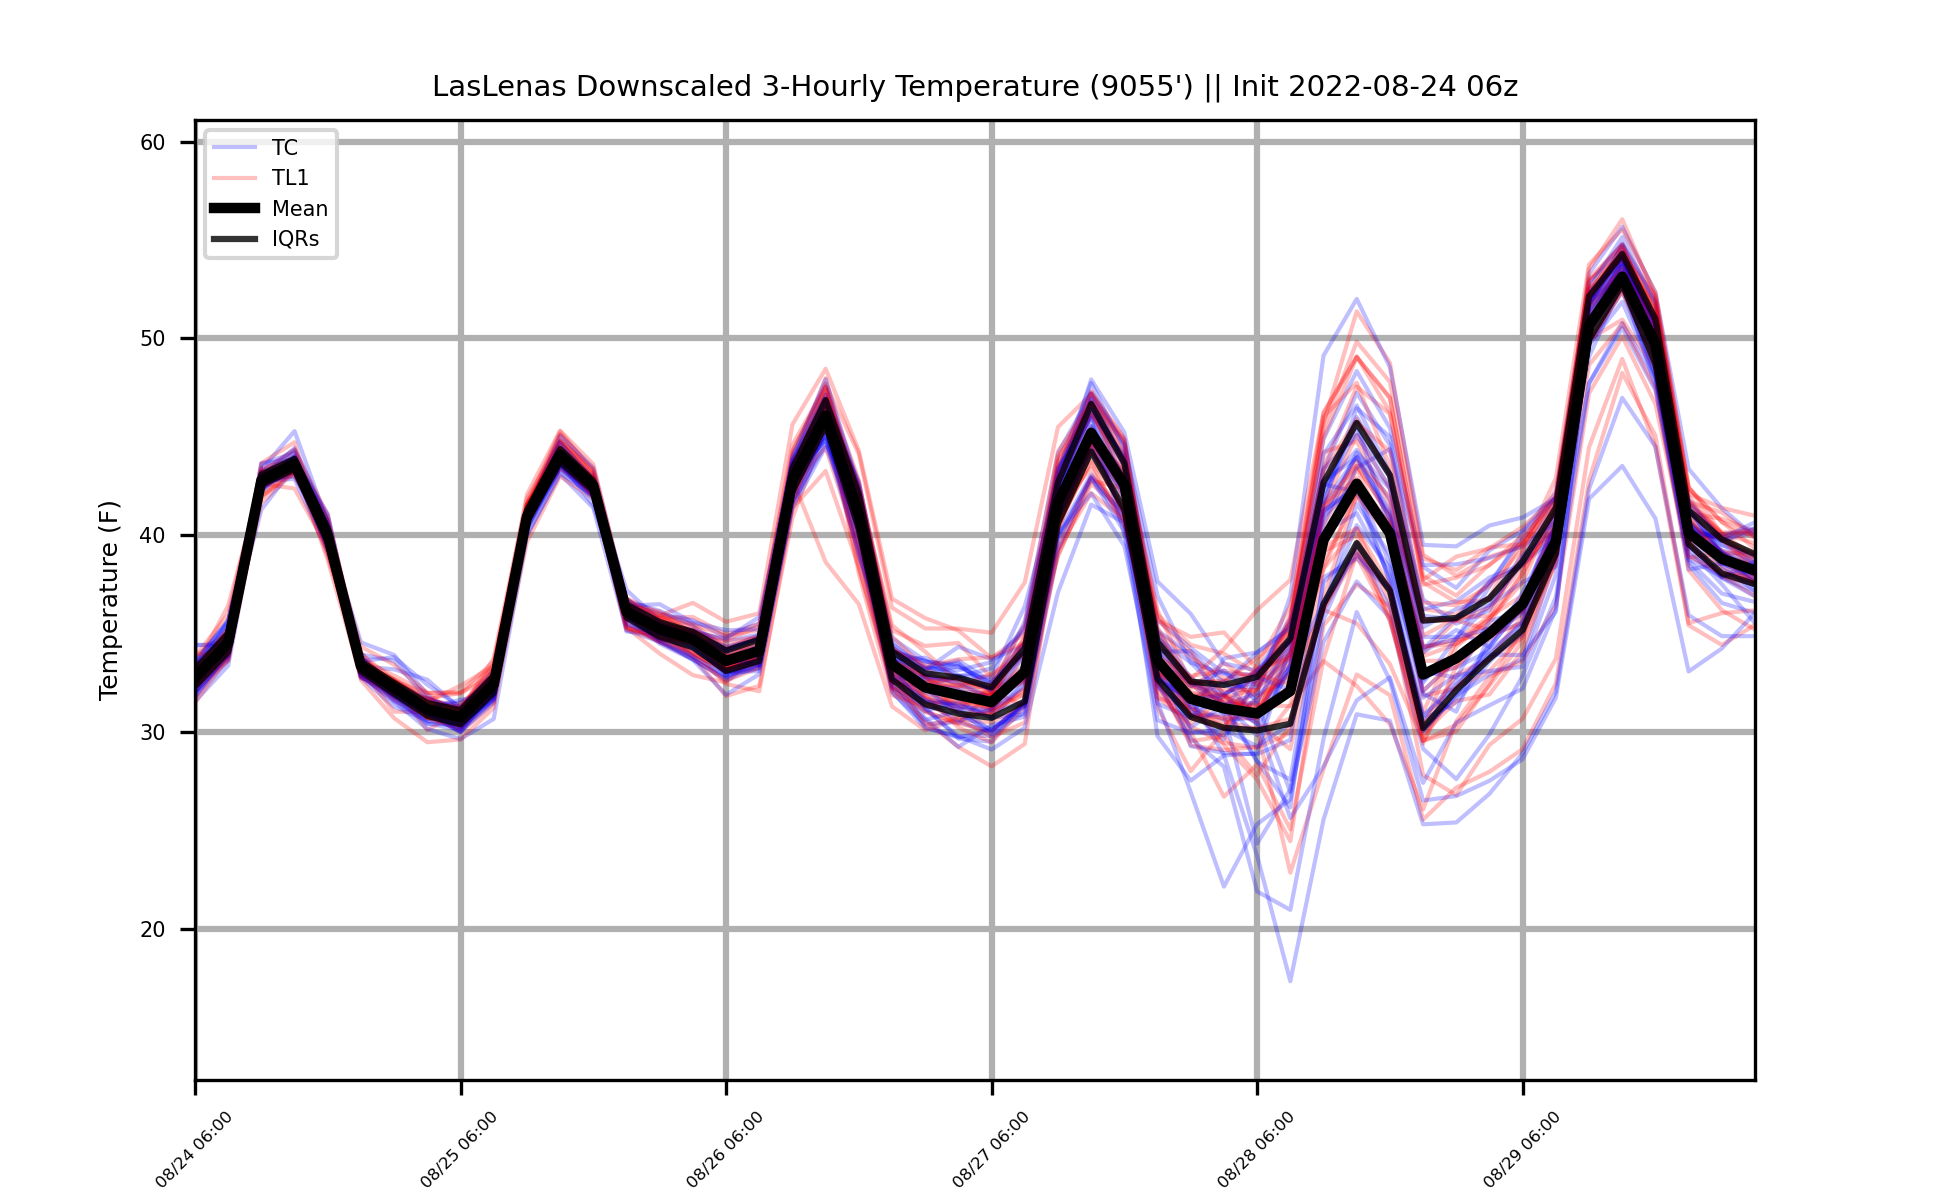 LasLenas Downscaled 3-Hourly Temperature (9055') || Init 2022-08-24 06z
TC
TL1
Mean
IQRs
Temperature (F)
60
50
40
30
20
08/24 06:00
08/25 06:00
08/26 06:00
08/27 06:00
08/28 06:00
08/29 06:00